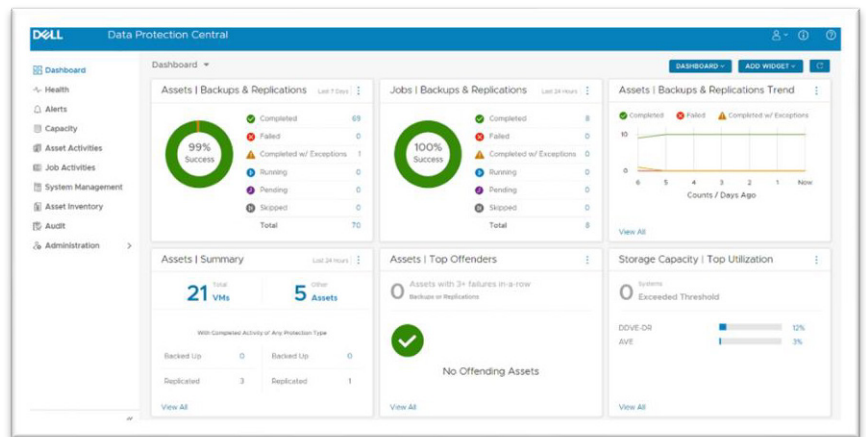 DELL Data Protection Central
Dashboard
Health
Alerts
Capacity
Asset Activities
Job Activities
System Management
Asset Inventory
Audit
Administration
Dashboard
DASHBOARD
ADD WIDGET
Assets | Backups & Replications Last 7 Days
99%
Success
Completed 69
Failed 0
Completed w/ Exceptions 1
Running 0
Pending 0
Skipped 0
Total 70
Jobs | Backups & Replications Last 24 Hours
100%
Success
Completed 8
Failed 0
Completed w/ Exceptions 0
Running 0
Pending 0
Skipped 0
Total 8
Assets | Backups & Replications Trend
Completed Failed Completed w/ Exceptions
10
0
6 5 4 3 2 1 Now
Counts / Days Ago
View All
Assets | Summary Last 24 Hours
21 Total VMs
5 Other Assets
With Completed Activity of Any Protection Type
Backed Up 0 Backed Up 0
Replicated 3 Replicated 1
View All
Assets | Top Offenders
0 Assets with 3+ failures in-a-row
Backups or Replications
No Offending Assets
View All
Storage Capacity | Top Utilization
0 Systems
Exceeded Threshold
DDVE-DR 12%
AVE 3%
View All